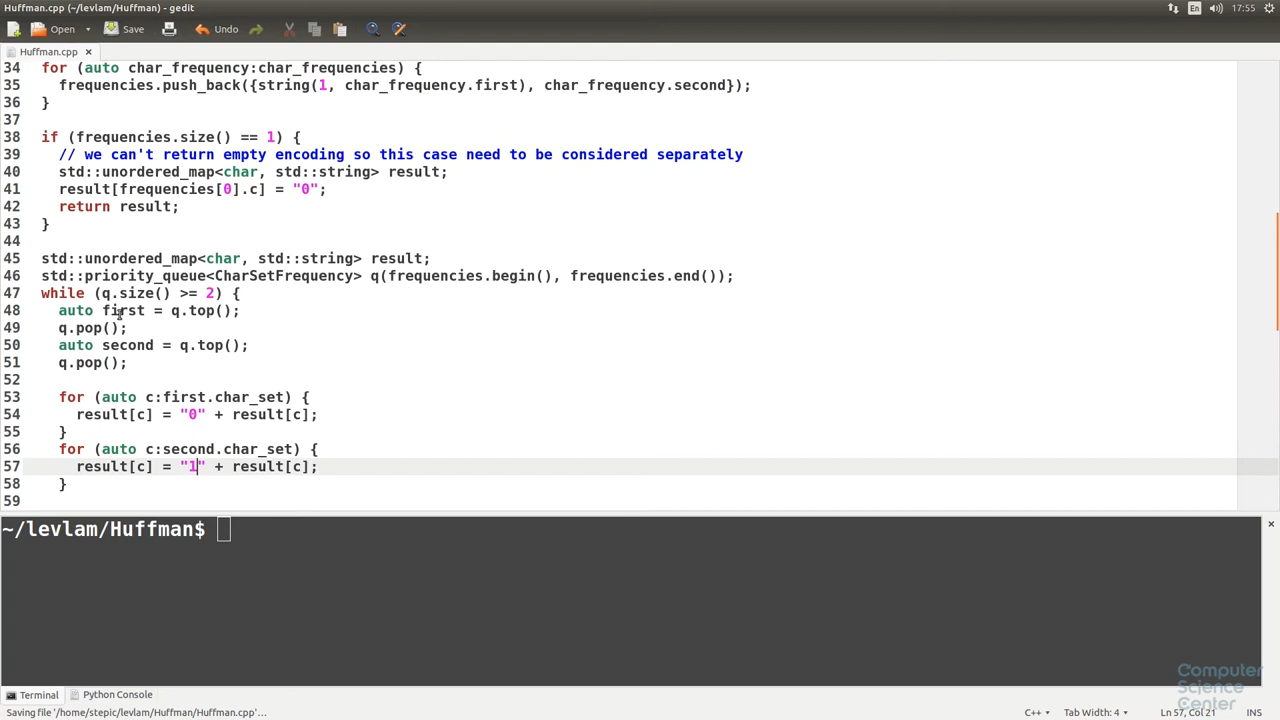 Huffman.cpp (~/levlam/Huffman) - gedit
En 17:55
Open Save Undo
Huffman.cpp ×
34 for (auto char_frequency:char_frequencies) {
35 frequencies.push_back({string(1, char_frequency.first), char_frequency.second});
36 }
37
38 if (frequencies.size() == 1) {
39 // we can't return empty encoding so this case need to be considered separately
40 std::unordered_map<char, std::string> result;
41 result[frequencies[0].c] = "0";
42 return result;
43 }
44
45 std::unordered_map<char, std::string> result;
46 std::priority_queue<CharSetFrequency> q(frequencies.begin(), frequencies.end());
47 while (q.size() >= 2) {
48 auto first = q.top();
49 q.pop();
50 auto second = q.top();
51 q.pop();
52
53 for (auto c:first.char_set) {
54 result[c] = "0" + result[c];
55 }
56 for (auto c:second.char_set) {
57 result[c] = "1" + result[c];
58 }
59
~/levlam/Huffman$
Computer
Science
Center
Terminal Python Console
Saving file '/home/stepic/levlam/Huffman/Huffman.cpp'... C++ Tab Width: 4 Ln 57, Col 21 INS